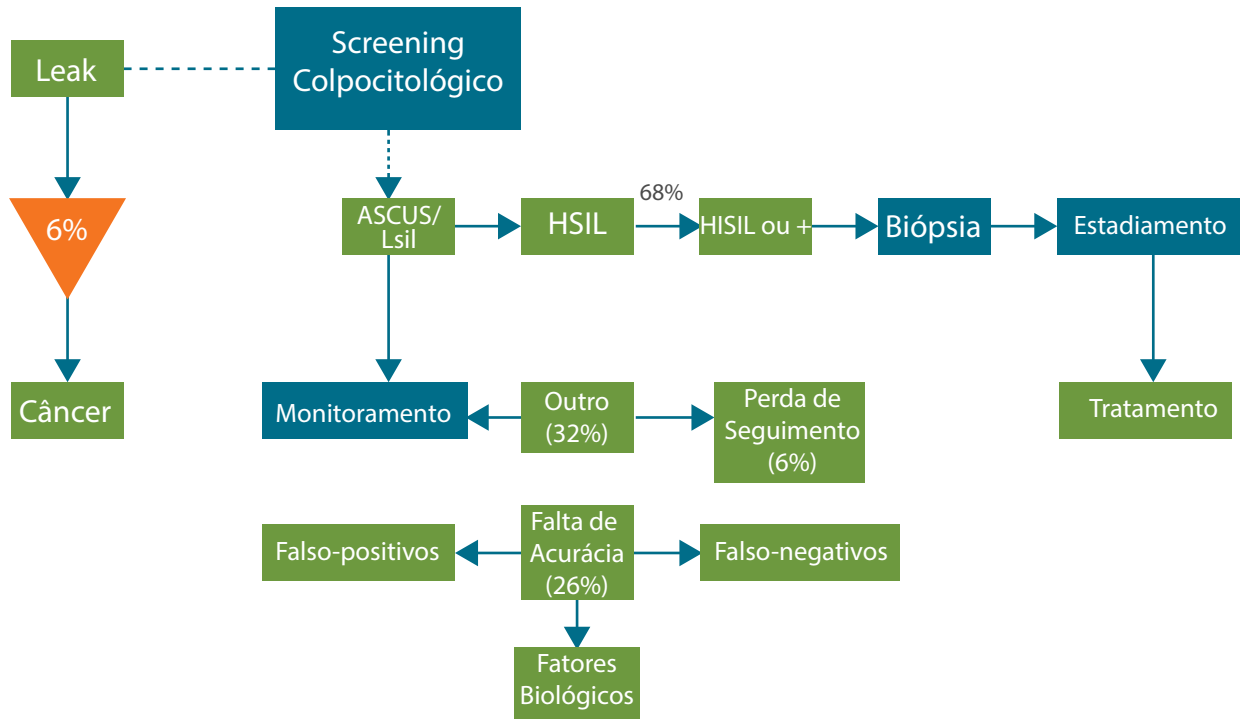 Leak
Screening
Colpocitológico
6%
ASCUS/
Lsil
HSIL
68%
HISIL ou +
Biópsia
Estadiamento
Câncer
Monitoramento
Outro
(32%)
Perda de
Seguimento
(6%)
Tratamento
Falso-positivos
Falta de
Acurácia
(26%)
Falso-negativos
Fatores
Biológicos